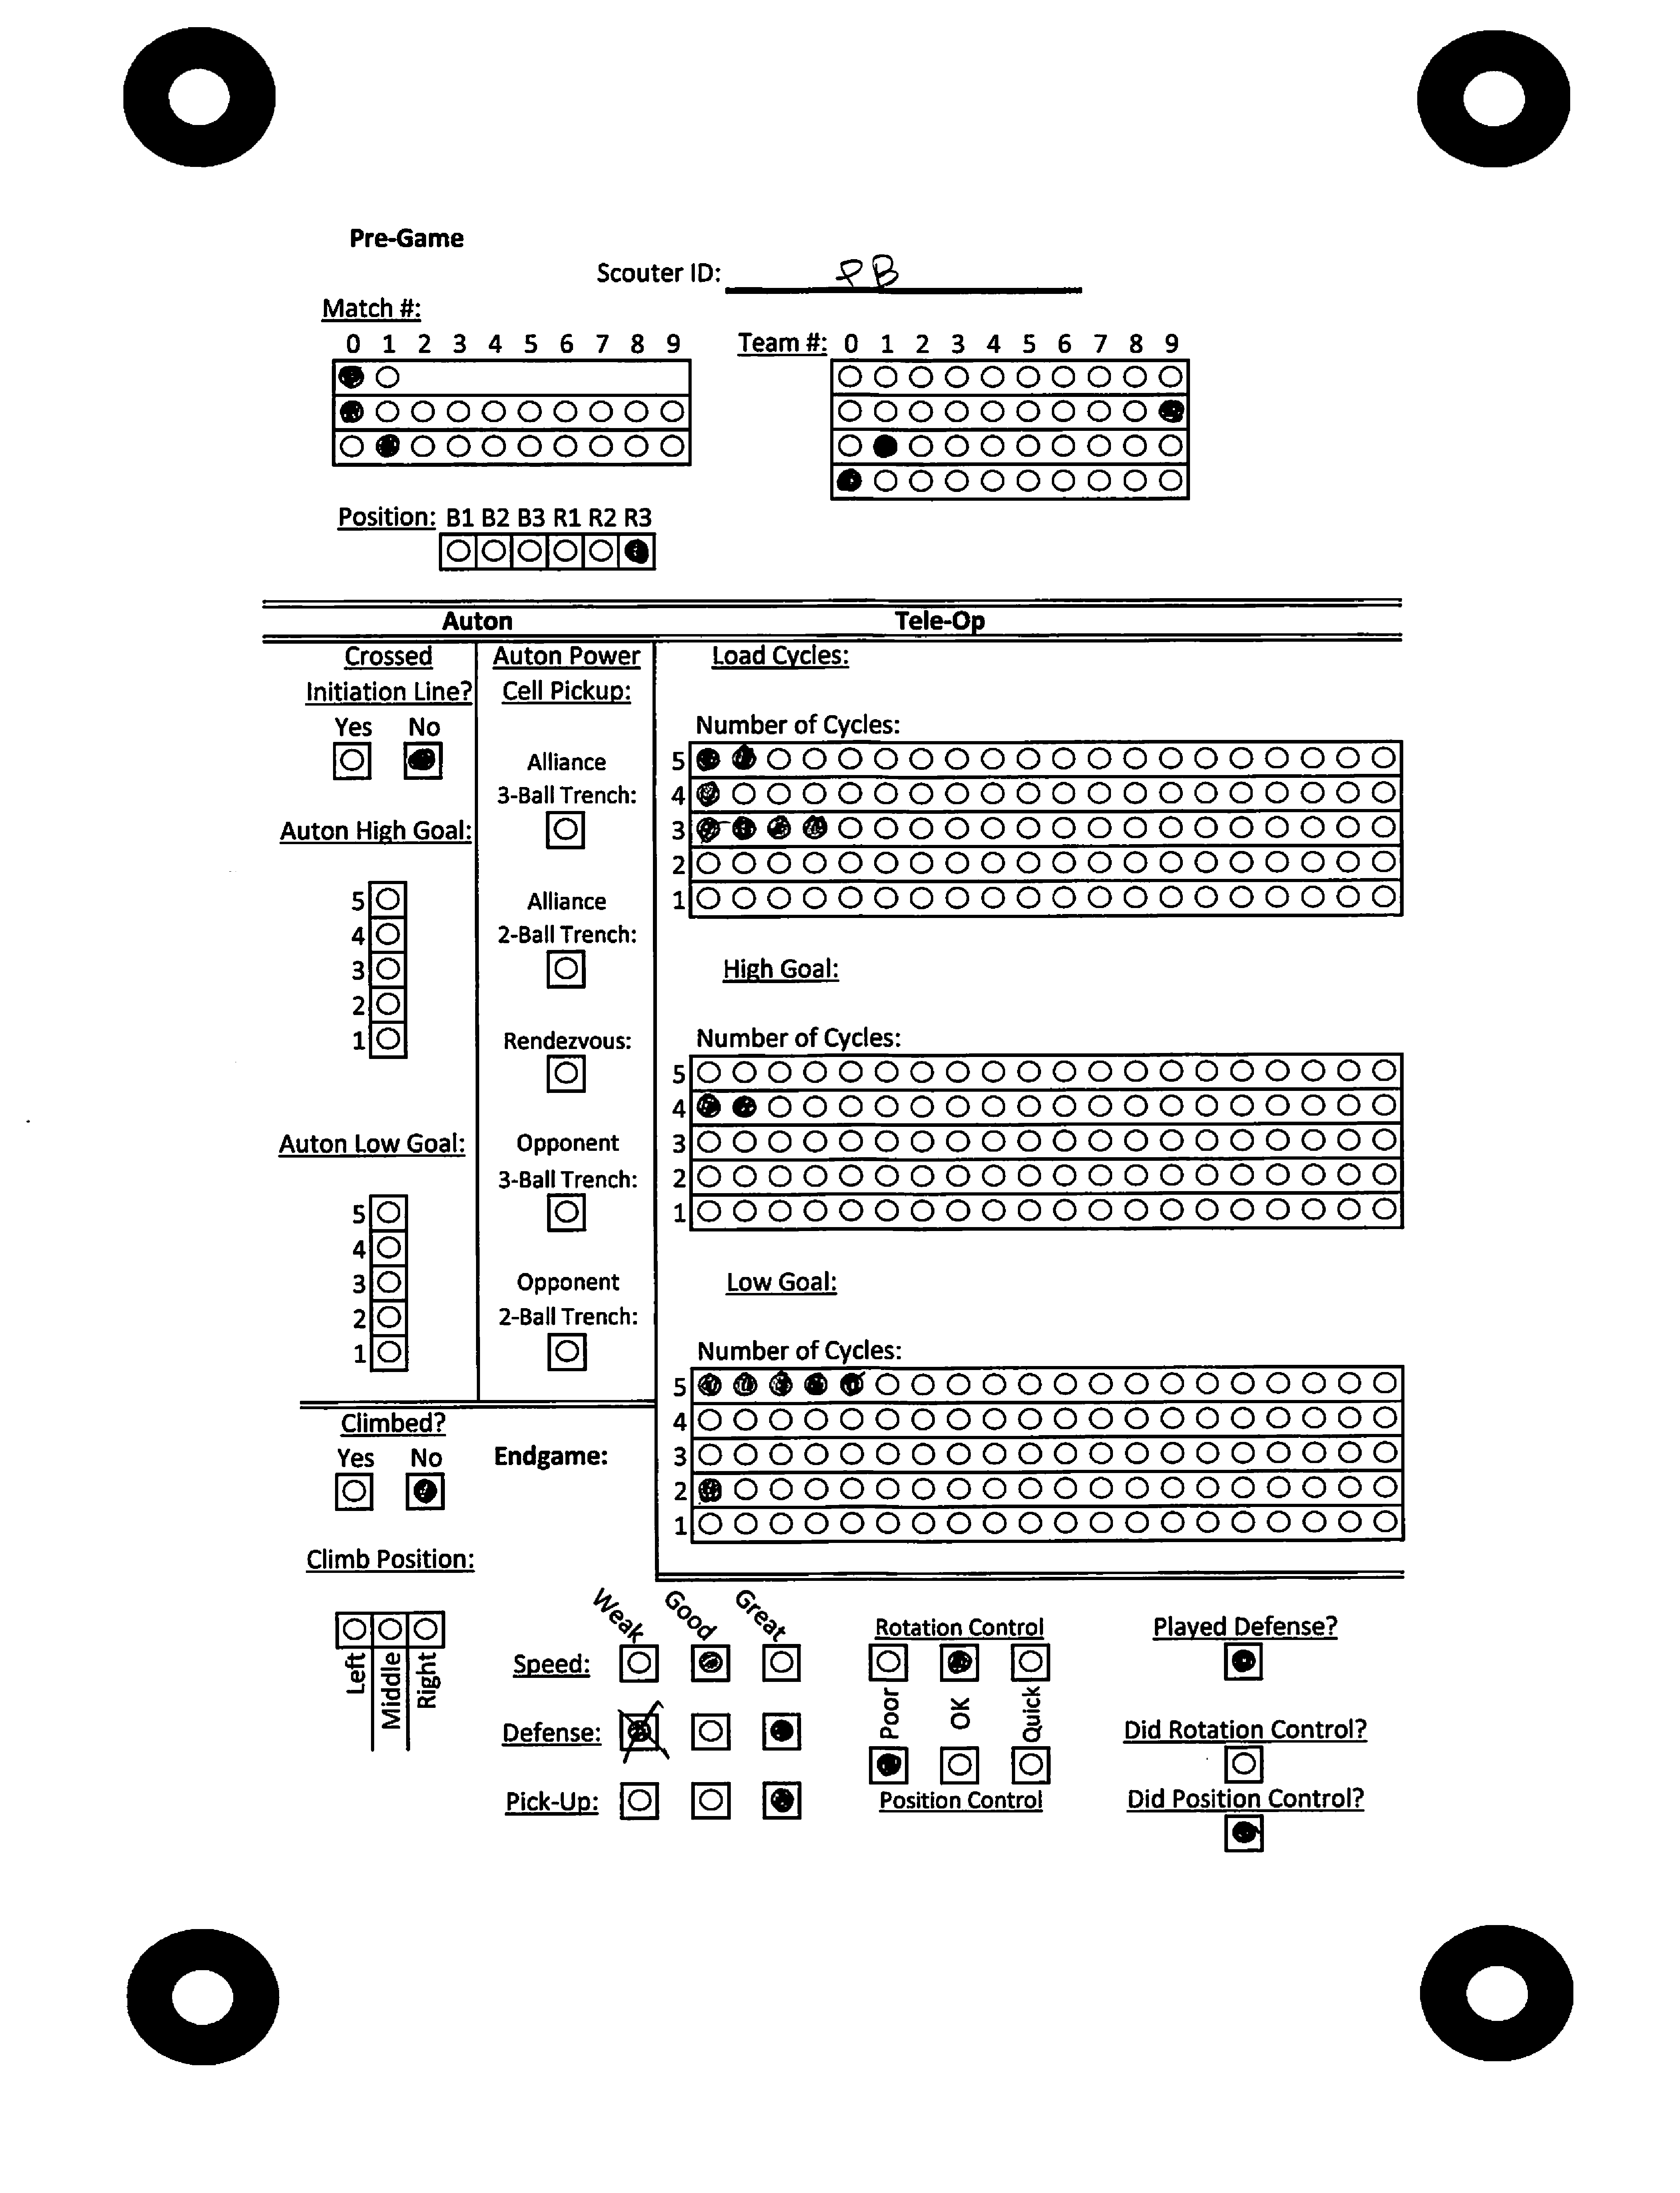 Pre-Game
Scouter ID: PB
Match #:
0 1 2 3 4 5 6 7 8 9
Team #: 0 1 2 3 4 5 6 7 8 9
Position: B1 B2 B3 R1 R2 R3
Auton
Tele-Op
Crossed
Initiation Line?
Yes No
Auton High Goal:
5
4
3
2
1
Auton Low Goal:
5
4
3
2
1
Auton Power
Cell Pickup:
Alliance
3-Ball Trench:
Alliance
2-Ball Trench:
Rendezvous:
Opponent
3-Ball Trench:
Opponent
2-Ball Trench:
Load Cycles:
Number of Cycles:
5
4
3
2
1
High Goal:
Number of Cycles:
5
4
3
2
1
Low Goal:
Number of Cycles:
5
4
3
2
1
Climbed?
Yes No
Endgame:
Climb Position:
Left
Middle
Right
Weak Good Great
Speed:
Defense:
Pick-Up:
Rotation Control
Poor OK Quick
Position Control
Played Defense?
Did Rotation Control?
Did Position Control?